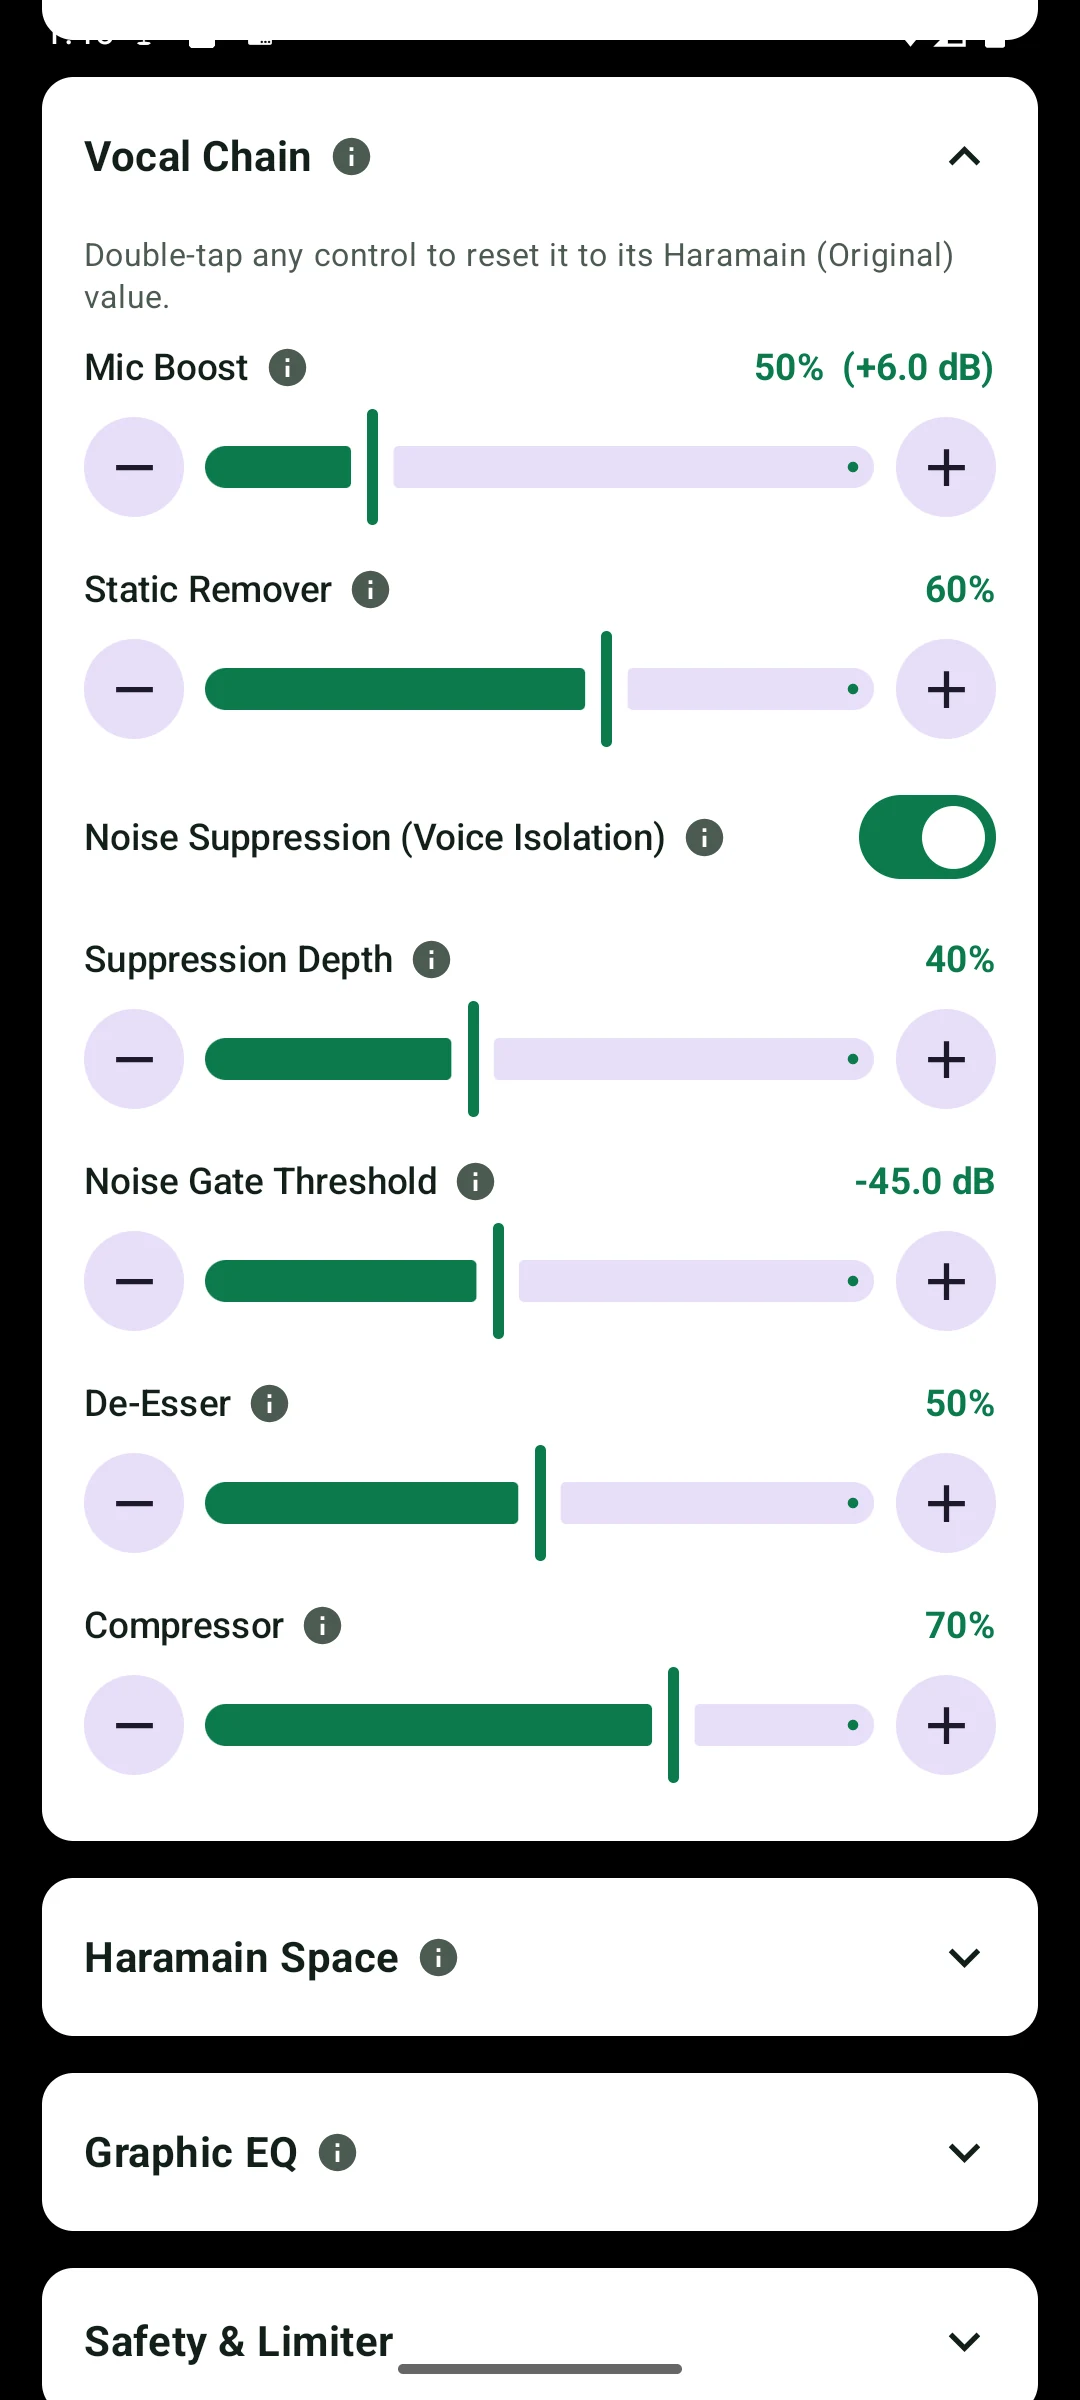 Vocal Chain
Double-tap any control to reset it to its Haramain (Original)
value.
Mic Boost
50% (+6.0 dB)
Static Remover
60%
Noise Suppression (Voice Isolation)
Suppression Depth
40%
Noise Gate Threshold
-45.0 dB
De-Esser
50%
Compressor
70%
Haramain Space
Graphic EQ
Safety & Limiter